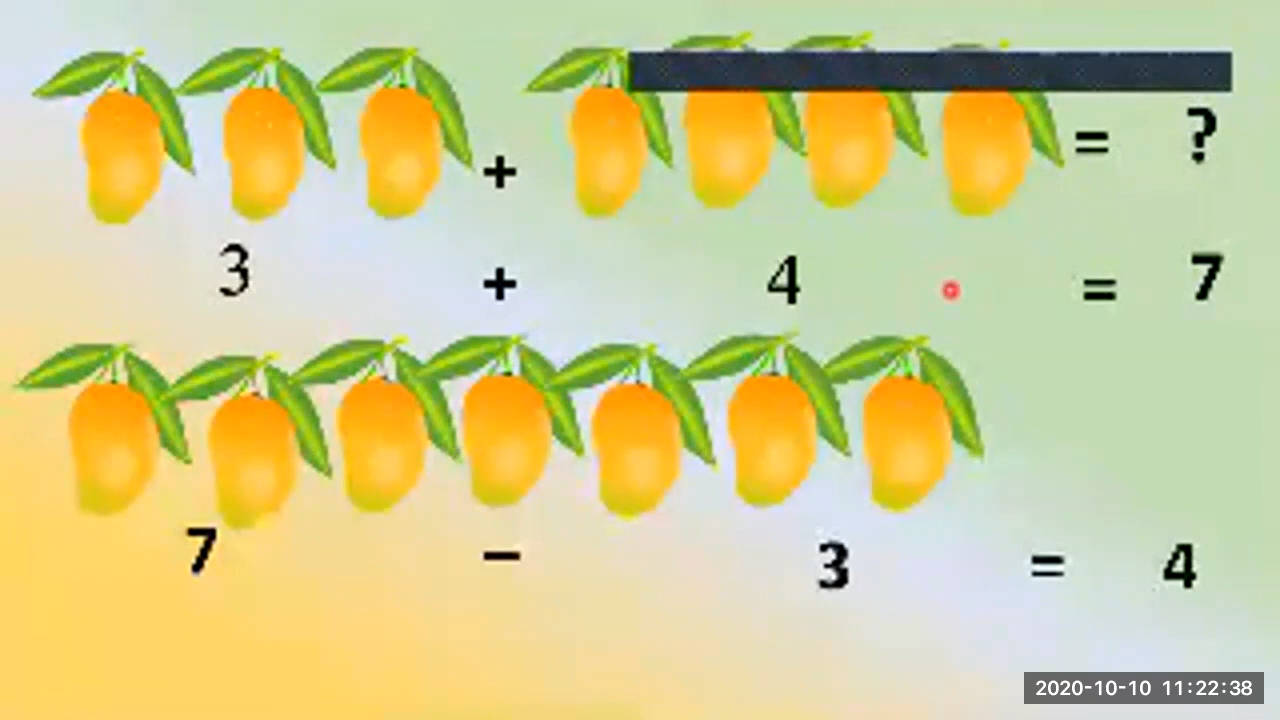 + = ?
3 + 4 = 7
7 – 3 = 4
2020-10-10 11:22:38